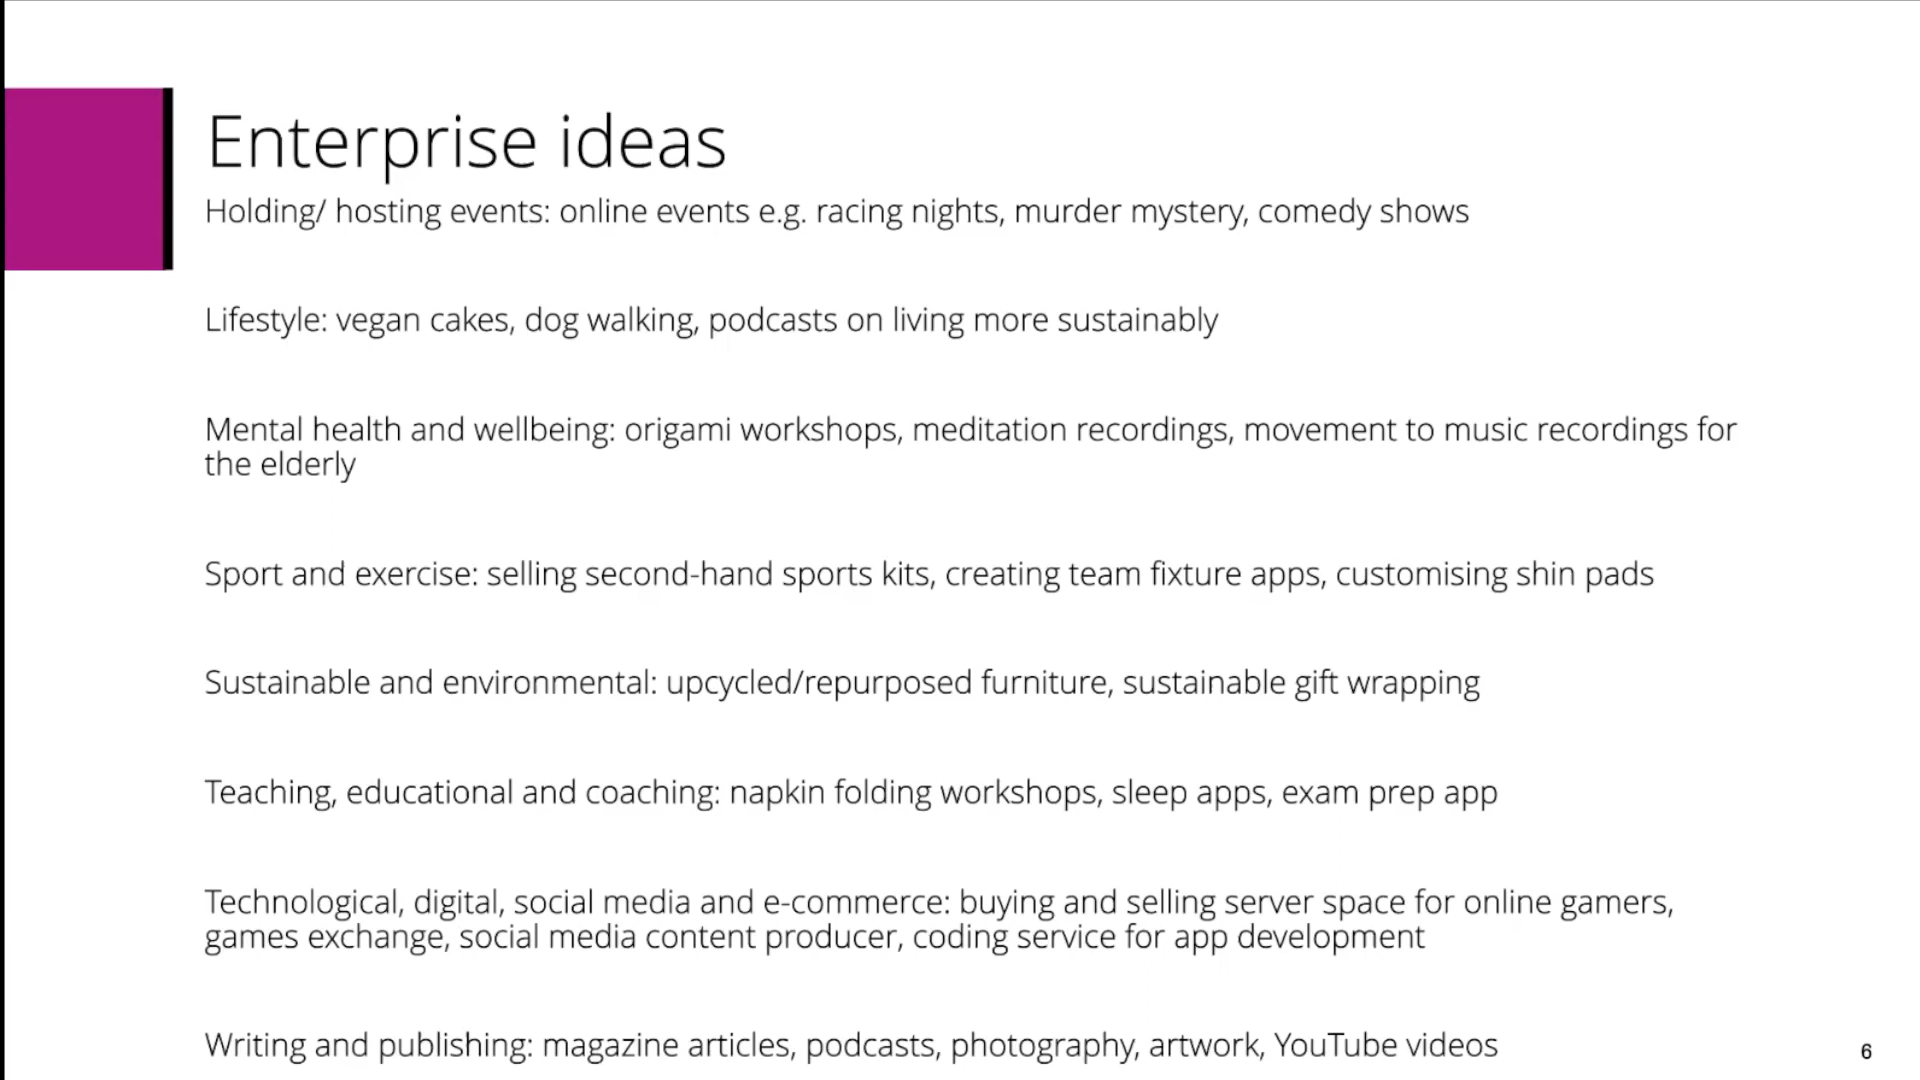 Enterprise ideas
Holding/ hosting events: online events e.g. racing nights, murder mystery, comedy shows
Lifestyle: vegan cakes, dog walking, podcasts on living more sustainably
Mental health and wellbeing: origami workshops, meditation recordings, movement to music recordings for
the elderly
Sport and exercise: selling second-hand sports kits, creating team fixture apps, customising shin pads
Sustainable and environmental: upcycled/repurposed furniture, sustainable gift wrapping
Teaching, educational and coaching: napkin folding workshops, sleep apps, exam prep app
Technological, digital, social media and e-commerce: buying and selling server space for online gamers,
games exchange, social media content producer, coding service for app development
Writing and publishing: magazine articles, podcasts, photography, artwork, YouTube videos
6